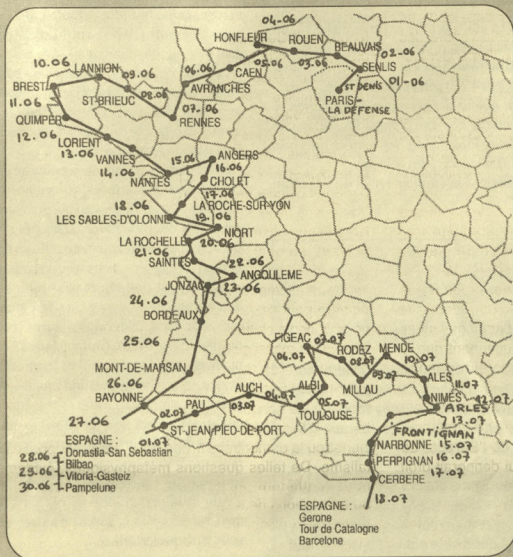 04-06
HONFLEUR ROUEN
BEAUVAIS
02-06
SENLIS
05.06
03.06
CAEN
ST DENIS
01-06
PARIS-
LA DEFENSE
06.06
AVRANCHES
07-06
RENNES
10.06
LANNION
09.06
08.06
BREST
ST-BRIEUC
11.06
QUIMPER
12.06
LORIENT
13.06
VANNES
14.06
NANTES
15.06
ANGERS
16.06
CHOLET
17.06
18.06
LA ROCHE-SUR-YON
LES SABLES-D'OLONNE
19.06
NIORT
LA ROCHELLE
20.06
21.06
SAINTES
22.06
ANGOULEME
JONZAC
23.06
24.06
BORDEAUX
25.06
MONT-DE-MARSAN
26.06
BAYONNE
27.06
ESPAGNE :
28.06 Donastia-San Sebastian
Bilbao
29.06 Vitoria-Gasteiz
30.06 Pampelune
01.07
ST-JEAN-PIED-DE-PORT
02.07
PAU
03.07
AUCH
04.07
TOULOUSE
05.07
ALBI
06.07
FIGEAC
07.07
RODEZ
08.07
MILLAU
09.07
MENDE
10.07
ALES
11.07
NIMES
12.07
ARLES
13.07
FRONTIGNAN
NARBONNE 15.07
PERPIGNAN 16.07
17.07
CERBERE
18.07
ESPAGNE :
Gerone
Tour de Catalogne
Barcelone